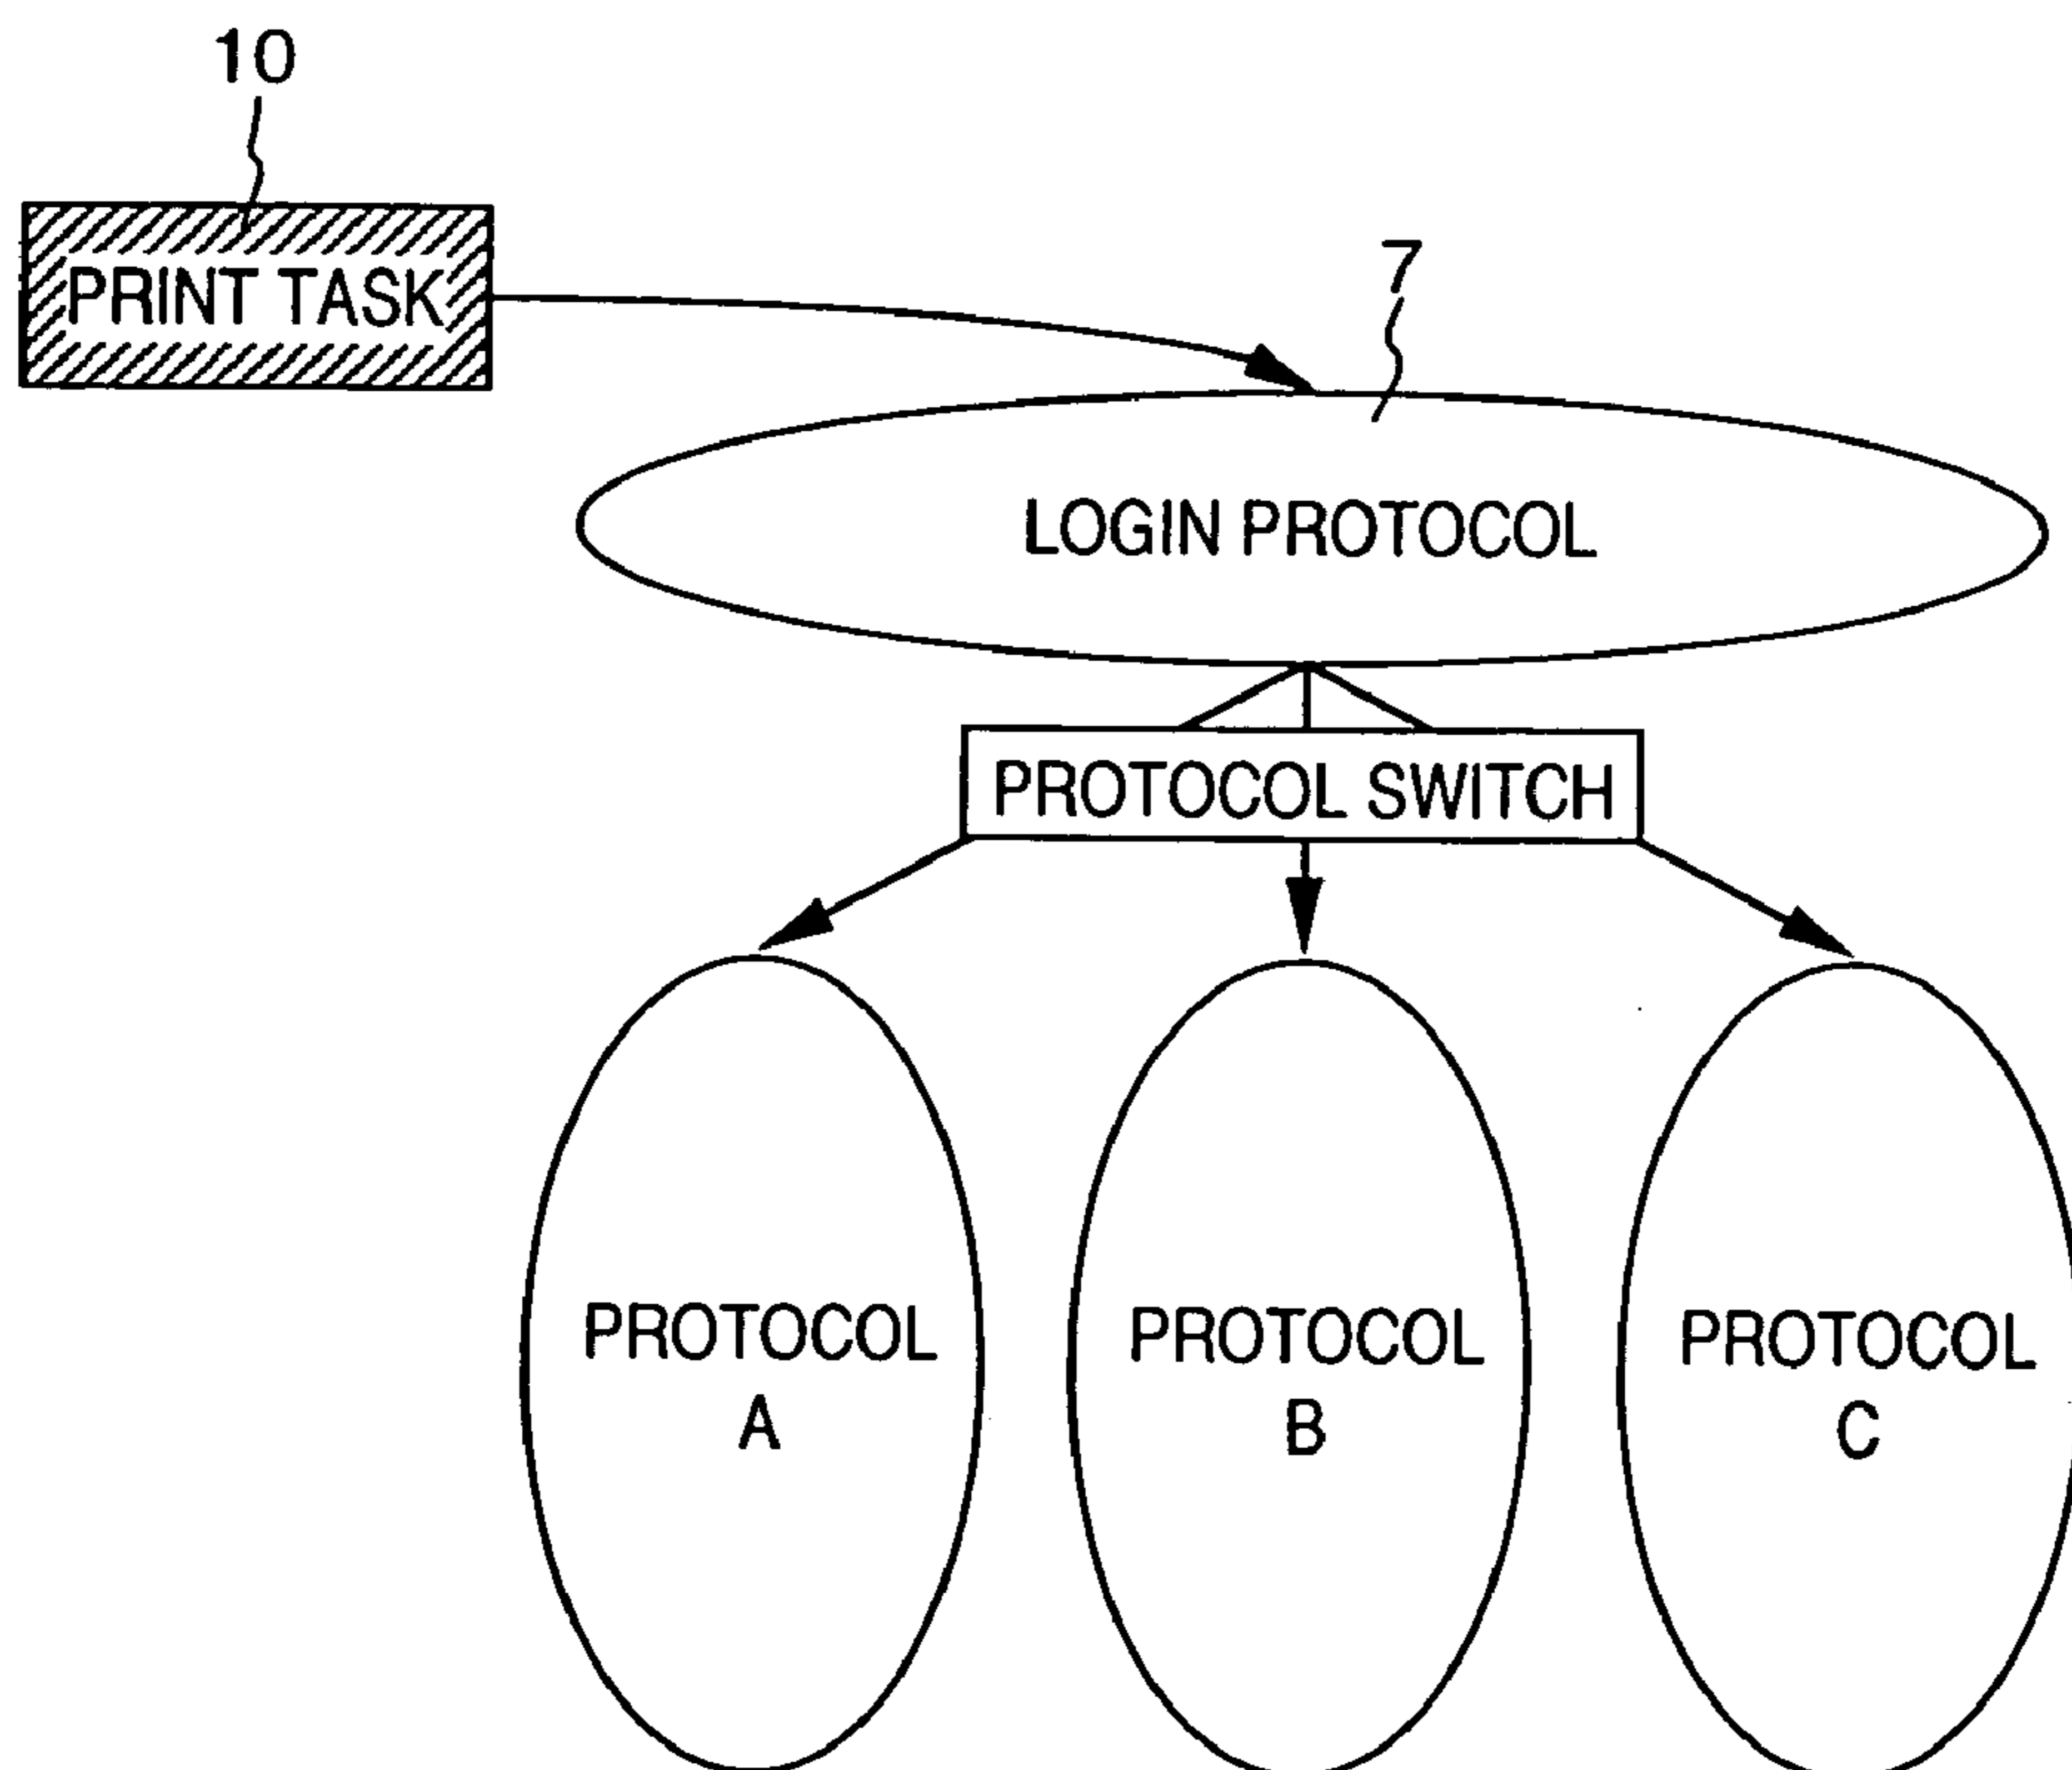 10
PRINT TASK
7
LOGIN PROTOCOL
PROTOCOL SWITCH
PROTOCOL
A
PROTOCOL
B
PROTOCOL
C